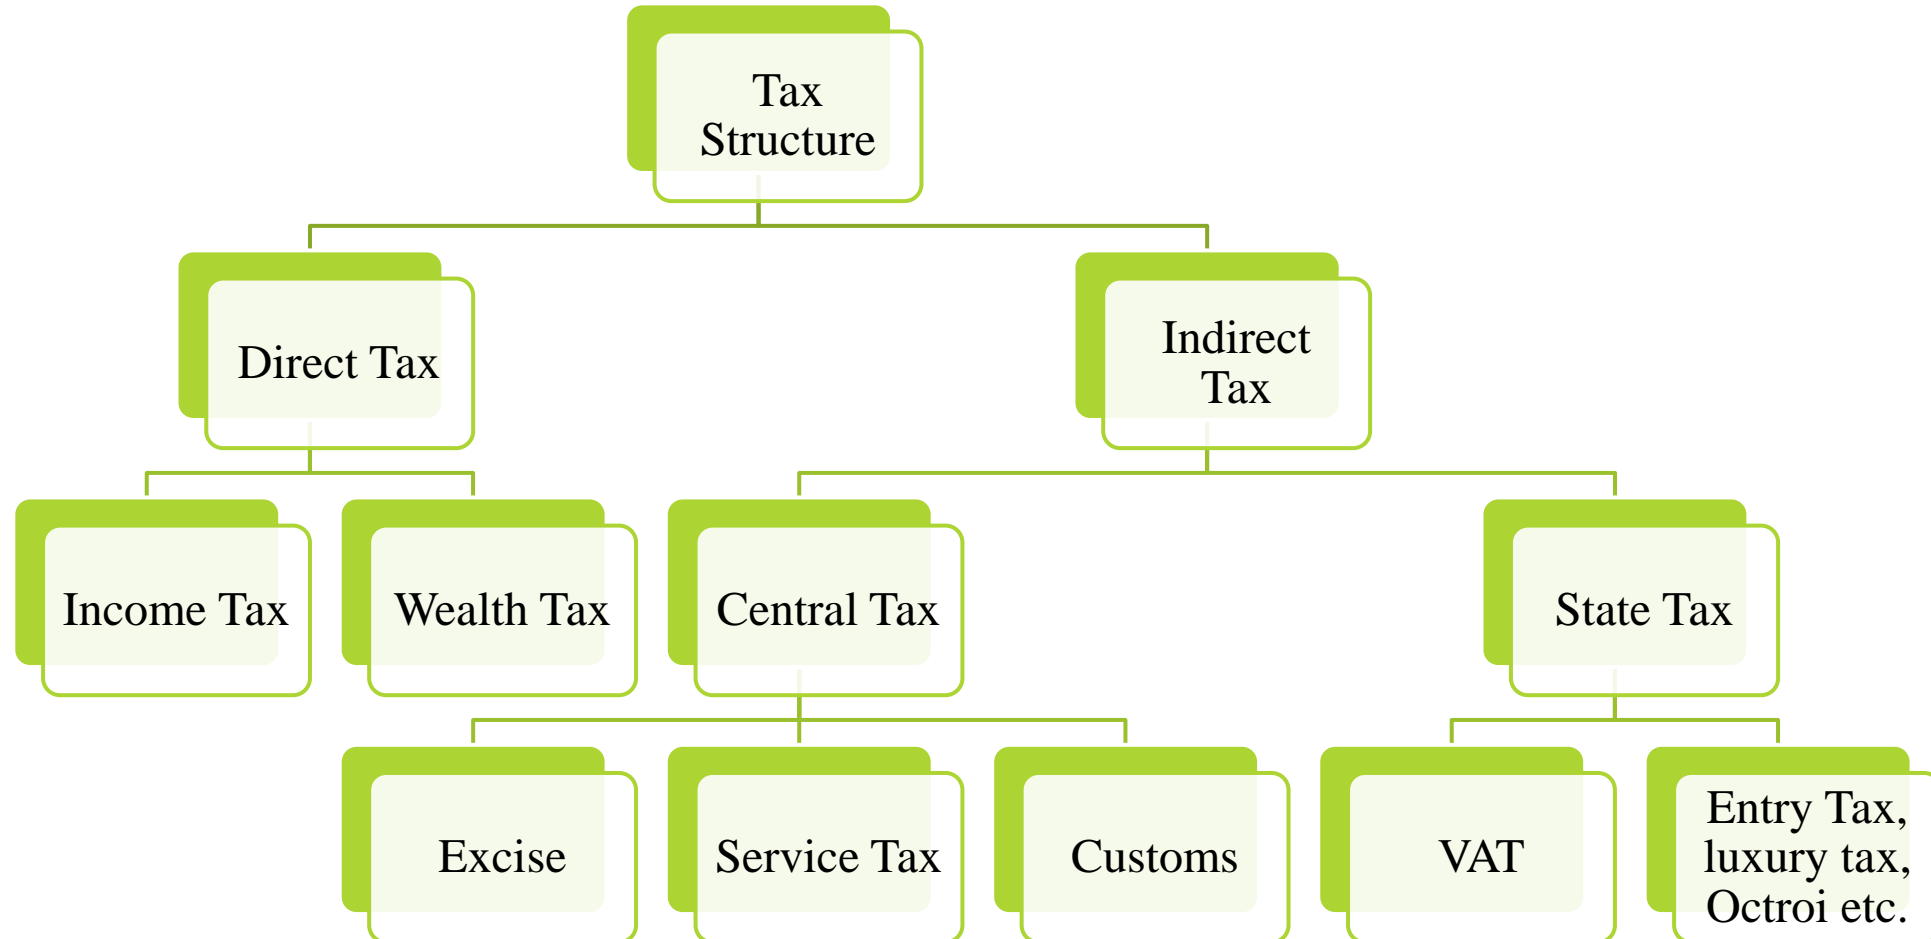 Tax
Structure
Direct Tax
Indirect
Tax
Income Tax
Wealth Tax
Central Tax
State Tax
Excise
Service Tax
Customs
VAT
Entry Tax,
luxury tax,
Octroi etc.